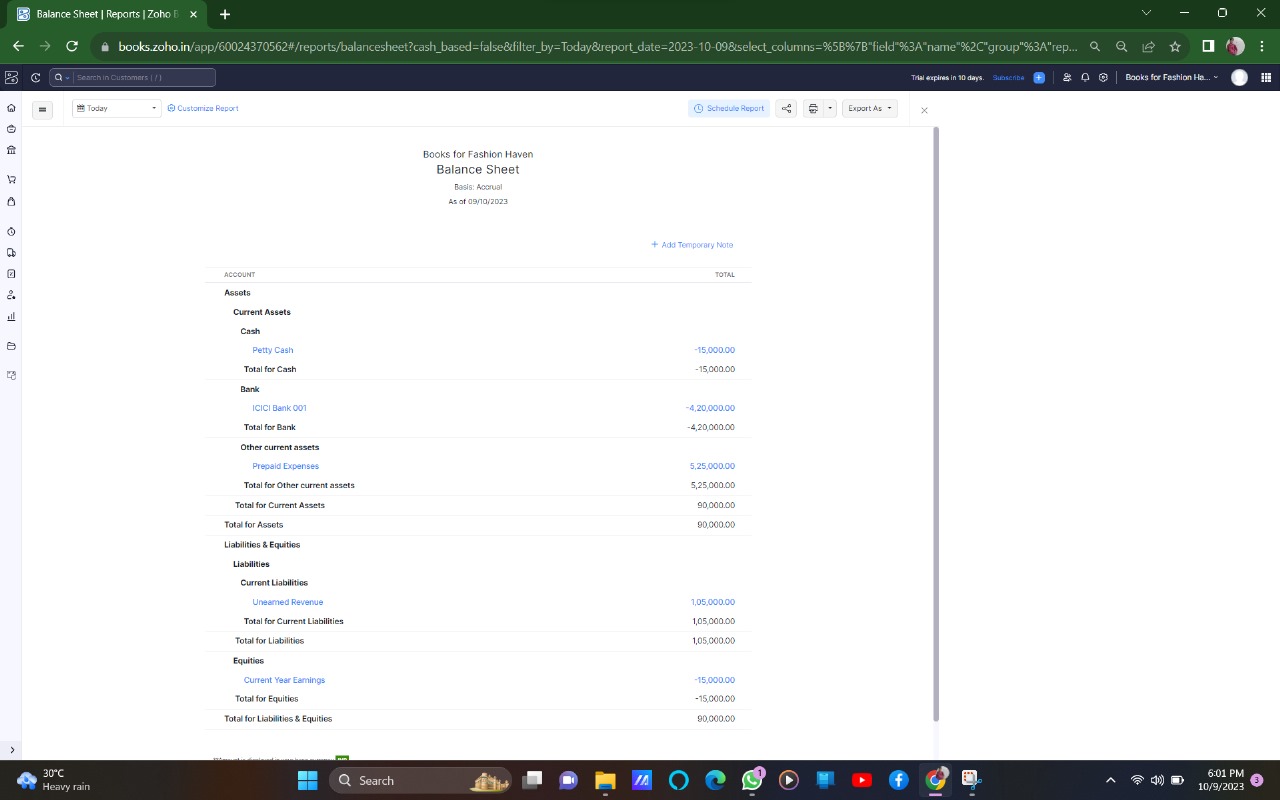 Balance Sheet | Reports | Zoho B
books.zoho.in/app/60024370562#/reports/balancesheet?cash_based=false&filter_by=Today&report_date=2023-10-09&select_columns=%5B%7B"field"%3A"name"%2C"group"%3A"rep...
Search in Customers ( / )
Trial expires in 10 days. Subscribe
Books for Fashion Ha...
Today
Customize Report
Schedule Report
Export As
Books for Fashion Haven
Balance Sheet
Basis: Accrual
As of 09/10/2023
+ Add Temporary Note
ACCOUNT TOTAL
Assets
Current Assets
Cash
Petty Cash -15,000.00
Total for Cash -15,000.00
Bank
ICICI Bank 001 -4,20,000.00
Total for Bank -4,20,000.00
Other current assets
Prepaid Expenses 5,25,000.00
Total for Other current assets 5,25,000.00
Total for Current Assets 90,000.00
Total for Assets 90,000.00
Liabilities & Equities
Liabilities
Current Liabilities
Unearned Revenue 1,05,000.00
Total for Current Liabilities 1,05,000.00
Total for Liabilities 1,05,000.00
Equities
Current Year Earnings -15,000.00
Total for Equities -15,000.00
Total for Liabilities & Equities 90,000.00
30°C
Heavy rain
Search
1
6:01 PM
10/9/2023
3